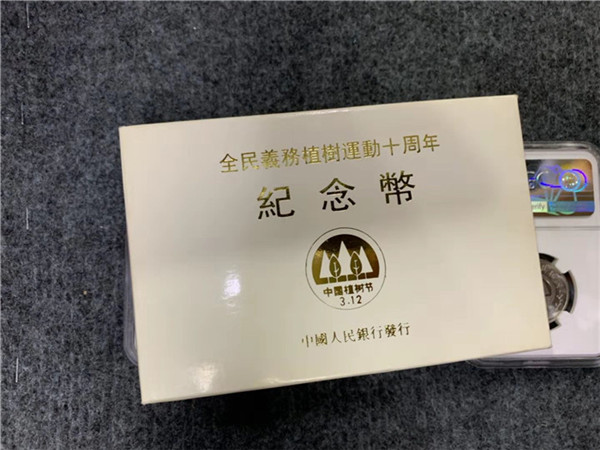 全民義務植樹運動十周年
紀念幣
中国植树节
3.12
中國人民銀行發行